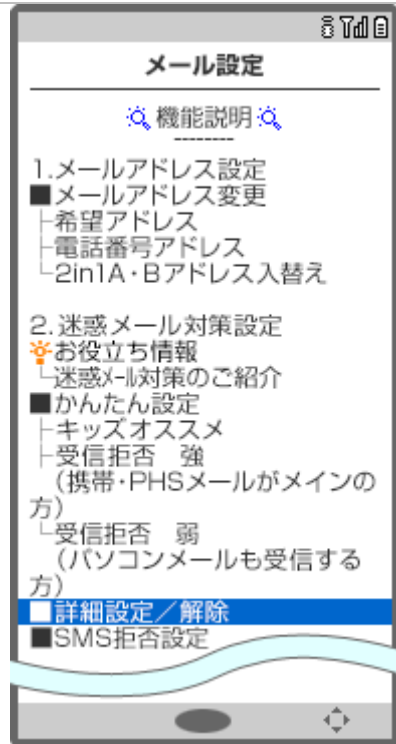 メール設定
機能説明
1.メールアドレス設定
■メールアドレス変更
├希望アドレス
├電話番号アドレス
└2in1A・Bアドレス入替え
2.迷惑メール対策設定
お役立ち情報
└迷惑ﾒｰﾙ対策のご紹介
■かんたん設定
├キッズオススメ
├受信拒否　強
(携帯・PHSメールがメインの
方)
└受信拒否　弱
(パソコンメールも受信する
方)
■詳細設定／解除
■SMS拒否設定